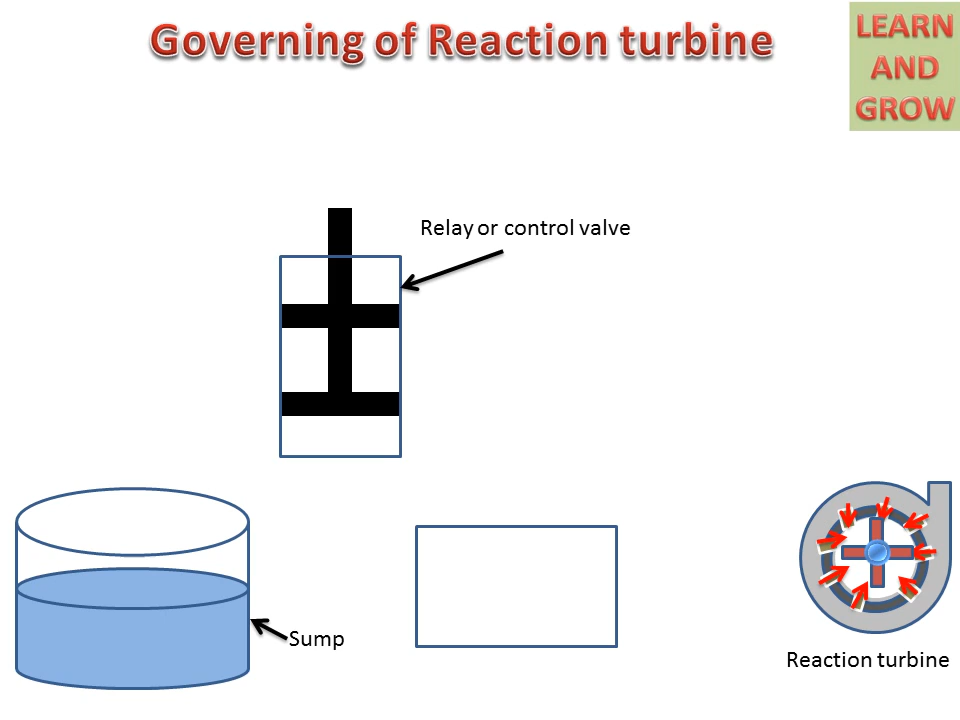 Governing of Reaction turbine
LEARN
AND
GROW
Relay or control valve
Sump
Reaction turbine